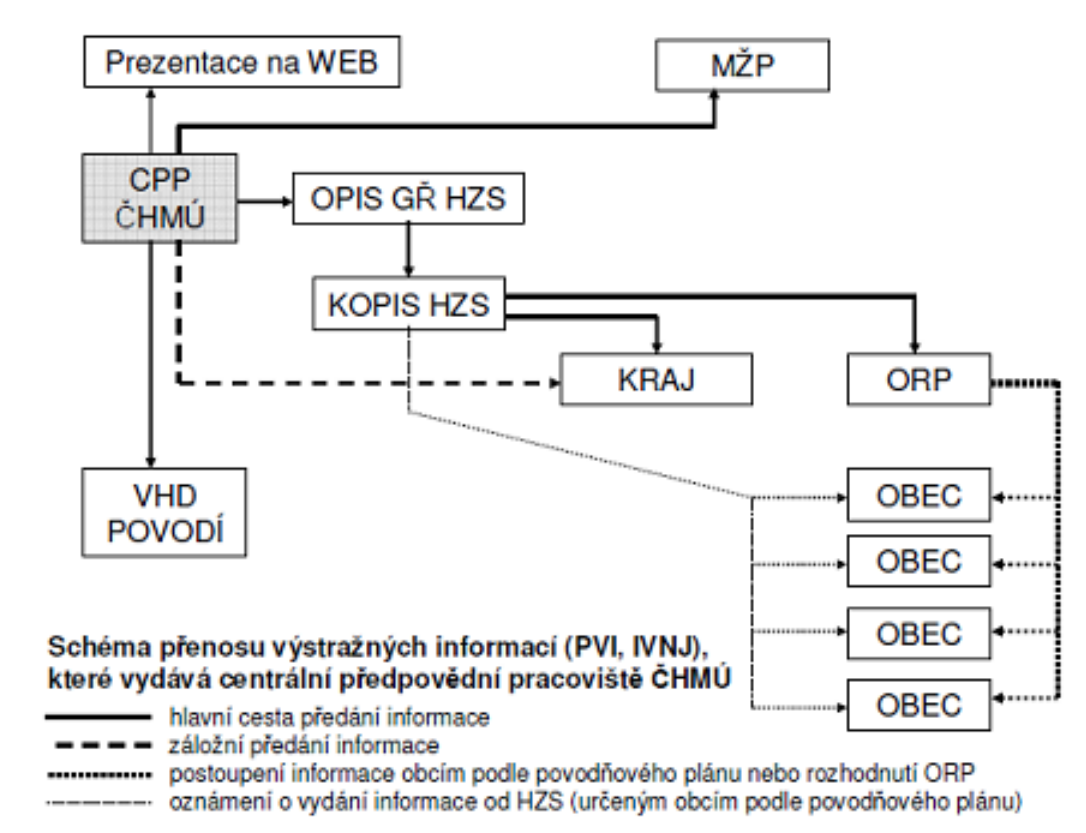 Prezentace na WEB
MŽP
CPP
ČHMÚ
OPIS GŘ HZS
KOPIS HZS
KRAJ
ORP
VHD
POVODÍ
OBEC
OBEC
OBEC
OBEC
Schéma přenosu výstražných informací (PVI, IVNJ),
které vydává centrální předpovědní pracoviště ČHMÚ
hlavní cesta předání informace
záložní předání informace
postoupení informace obcím podle povodňového plánu nebo rozhodnutí ORP
oznámení o vydání informace od HZS (určeným obcím podle povodňového plánu)